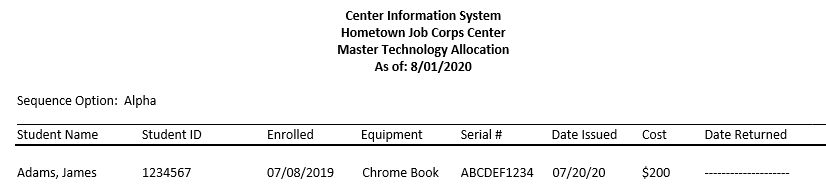 Center Information System
Hometown Job Corps Center
Master Technology Allocation
As of: 8/01/2020
Sequence Option: Alpha
Student Name Student ID Enrolled Equipment Serial # Date Issued Cost Date Returned
Adams, James 1234567 07/08/2019 Chrome Book ABCDEF1234 07/20/20 $200 --------------------